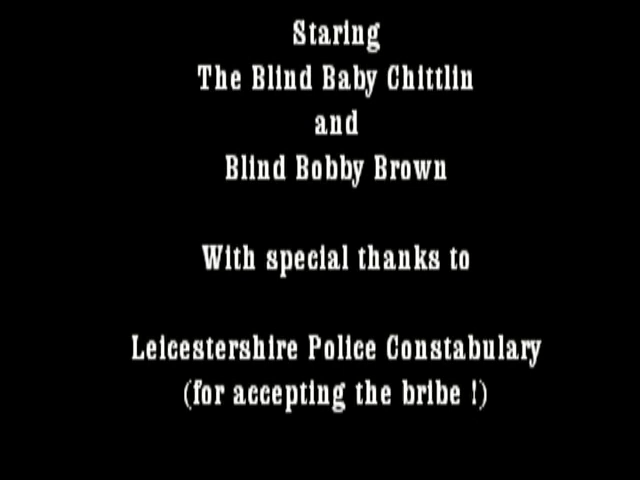 Staring
The Blind Baby Chittlin
and
Blind Bobby Brown
With special thanks to
Leicestershire Police Constabulary
(for accepting the bribe !)